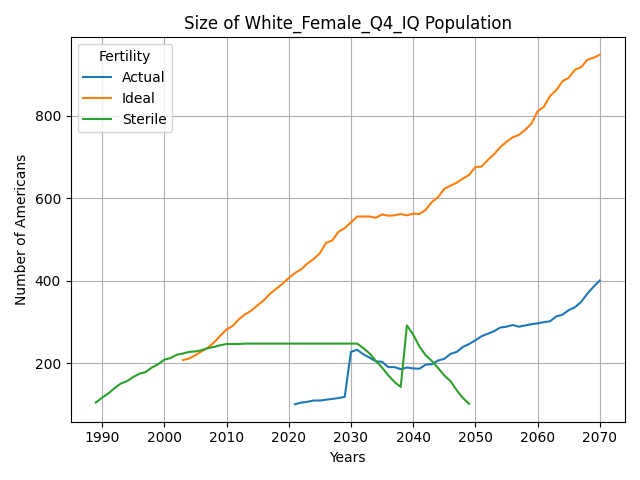 Size of White_Female_Q4_IQ Population
Fertility
Actual
Ideal
Sterile
Number of Americans
800
600
400
200
1990 2000 2010 2020 2030 2040 2050 2060 2070
Years